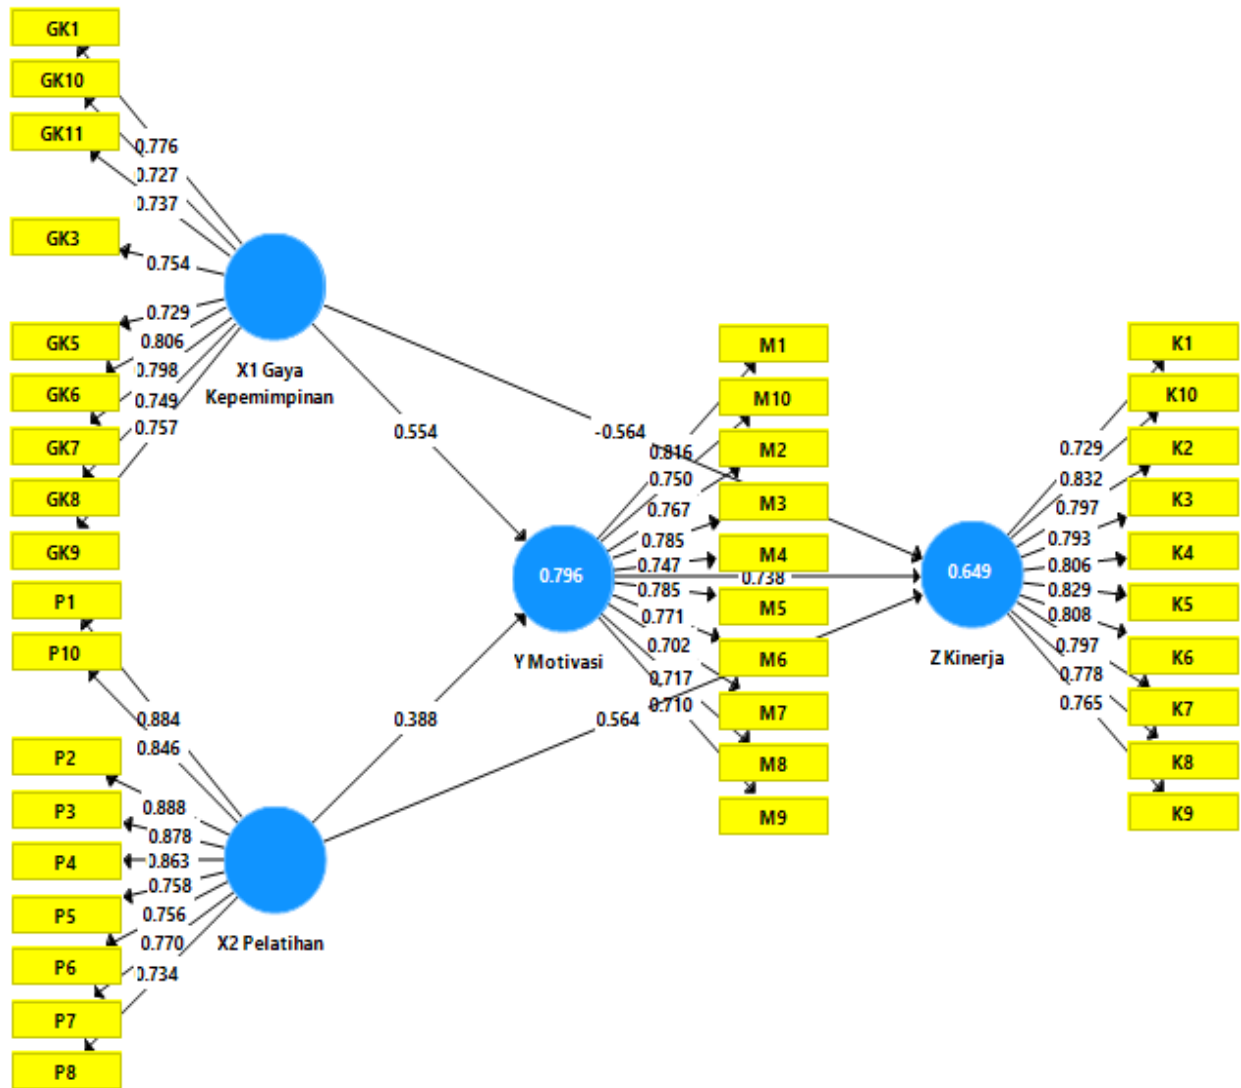 GK1
GK10
GK11
GK3
GK5
GK6
GK7
GK8
GK9
0.776
0.727
0.737
0.754
0.729
0.806
0.798
0.749
0.757
X1 Gaya
Kepemimpinan
P1
P10
P2
P3
P4
P5
P6
P7
P8
0.884
0.846
0.888
0.878
0.863
0.758
0.756
0.770
0.734
X2 Pelatihan
0.554
-0.564
0.388
0.564
0.796
Y Motivasi
0.816
0.750
0.767
0.785
0.747
0.738
0.785
0.771
0.702
0.717
0.710
M1
M10
M2
M3
M4
M5
M6
M7
M8
M9
0.649
Z Kinerja
0.729
0.832
0.797
0.793
0.806
0.829
0.808
0.797
0.778
0.765
K1
K10
K2
K3
K4
K5
K6
K7
K8
K9